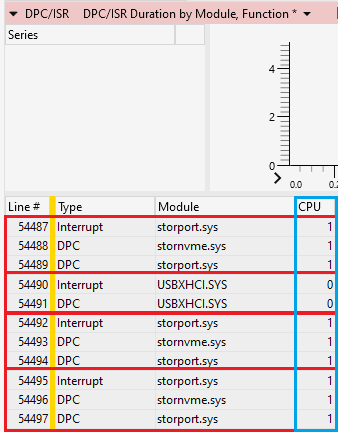 DPC/ISR DPC/ISR Duration by Module, Function *
Series
4
2
0
0.0 0.2
Line # Type Module CPU
54487 Interrupt storport.sys 1
54488 DPC stornvme.sys 1
54489 DPC storport.sys 1
54490 Interrupt USBXHCI.SYS 0
54491 DPC USBXHCI.SYS 0
54492 Interrupt storport.sys 1
54493 DPC stornvme.sys 1
54494 DPC storport.sys 1
54495 Interrupt storport.sys 1
54496 DPC stornvme.sys 1
54497 DPC storport.sys 1